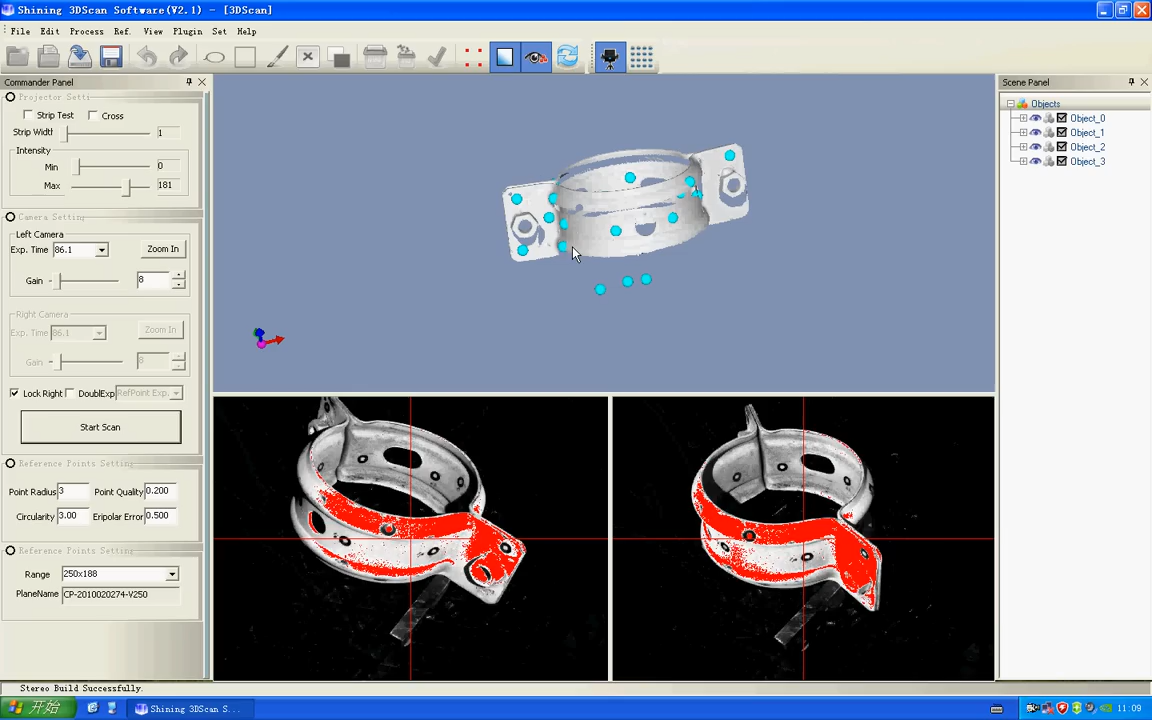 Shining 3DScan Software(V2.1) - [3DScan]
File Edit Process Ref. View Plugin Set Help
Commander Panel
Projector Setti
Strip Test Cross
Strip Width 1
Intensity
Min 0
Max 181
Camera Setting
Left Camera
Exp. Time 86.1 Zoom In
Gain 8
Right Camera
Exp. Time 86.1 Zoom In
Gain 8
Lock Right DoublExp RefPoint Exp.
Start Scan
Reference Points Setting
Point Radius 3 Point Quality 0.200
Circularity 3.00 Eripolar Error 0.500
Reference Points Setting
Range 250x188
PlaneName CP-2010020274-V250
Scene Panel
Objects
Object_0
Object_1
Object_2
Object_3
Stereo Build Successfully.
开始 Shining 3DScan S... 11:09